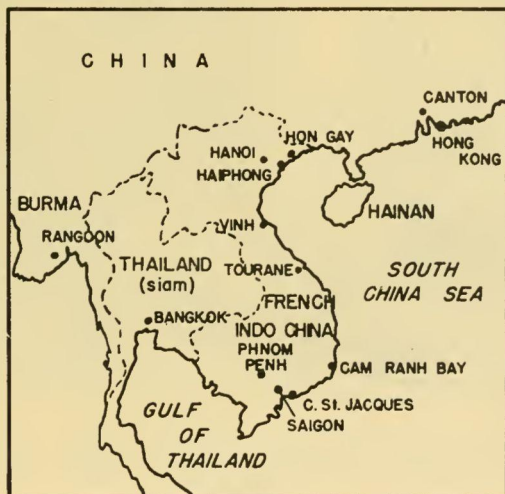 CHINA
CANTON
HONG
KONG
HON GAY
HANOI
HAIPHONG
BURMA
HAINAN
RANGOON
VINH
THAILAND
(siam)
TOURANE
SOUTH
CHINA SEA
FRENCH
INDO CHINA
BANGKOK
PHNOM
PENH
CAM RANH BAY
C. St. JACQUES
SAIGON
GULF
OF
THAILAND